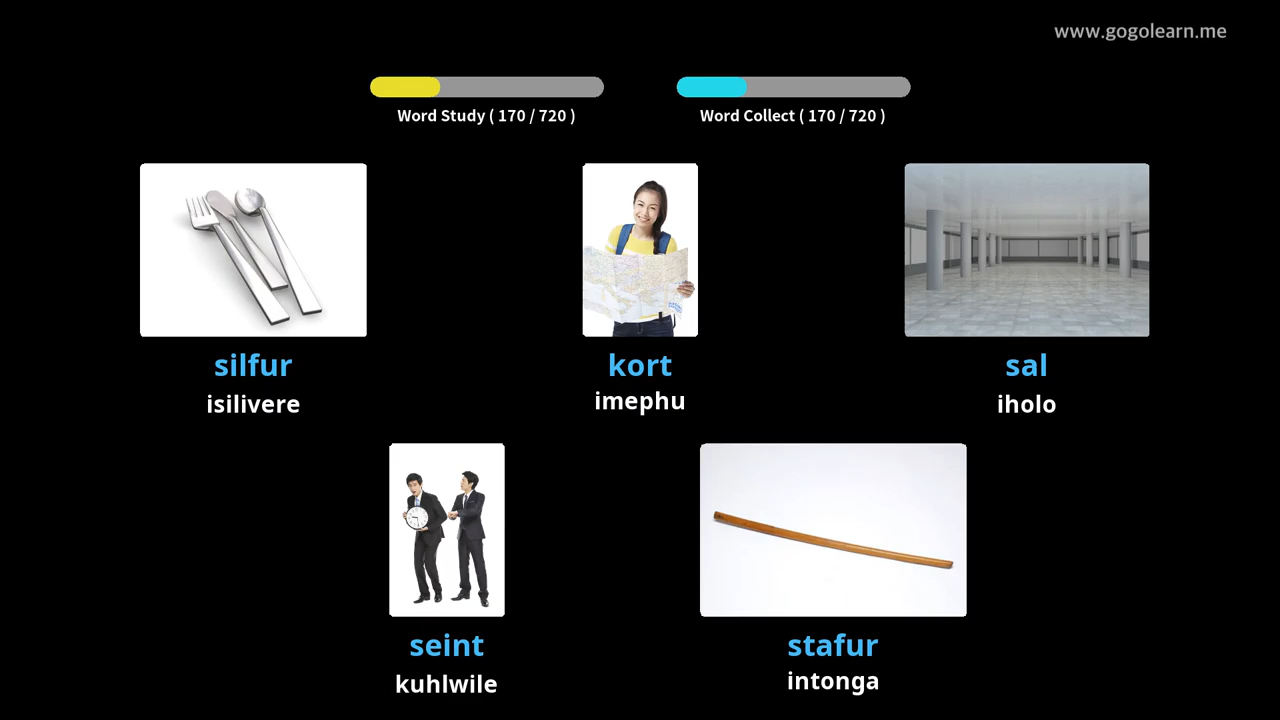 www.gogolearn.me
Word Study ( 170 / 720 )
Word Collect ( 170 / 720 )
silfur
isilivere
kort
imephu
sal
iholo
seint
kuhlwile
stafur
intonga